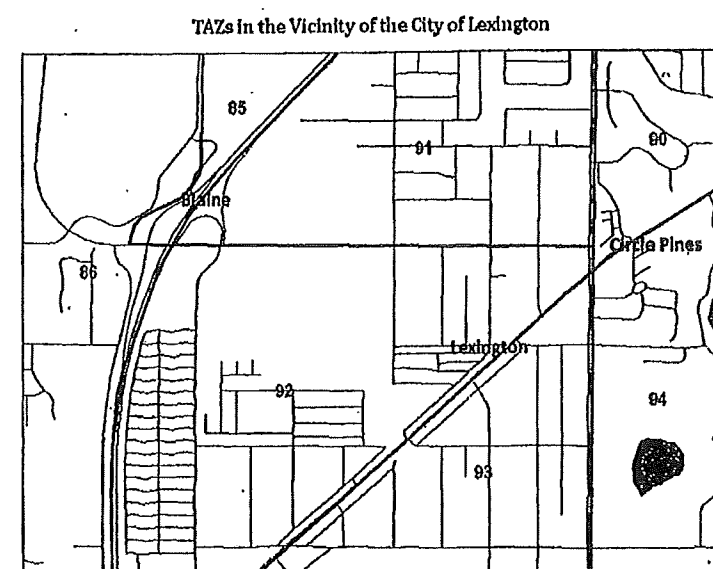 TAZs in the Vicinity of the City of Lexington
85
91
90
Blaine
Circle Pines
86
Lexington
92
94
93